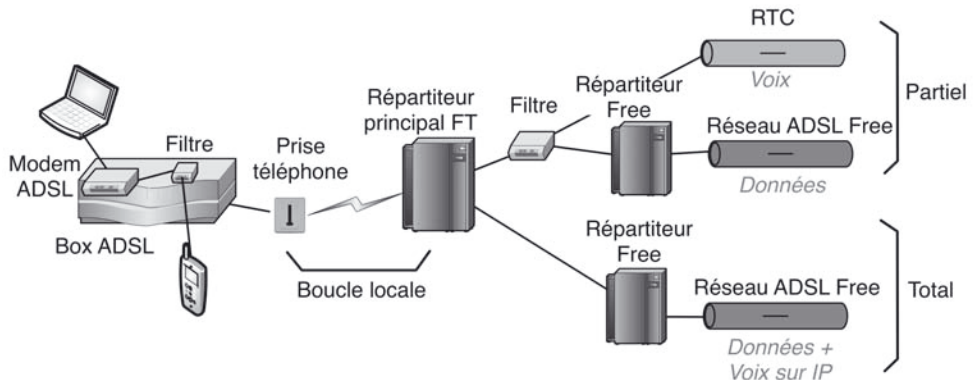 RTC
Voix
Partiel
Répartiteur
Free
Réseau ADSL Free
Données
Filtre
Répartiteur
principal FT
Prise
téléphone
Filtre
Modem
ADSL
Box ADSL
Boucle locale
Répartiteur
Free
Réseau ADSL Free
Total
Données +
Voix sur IP